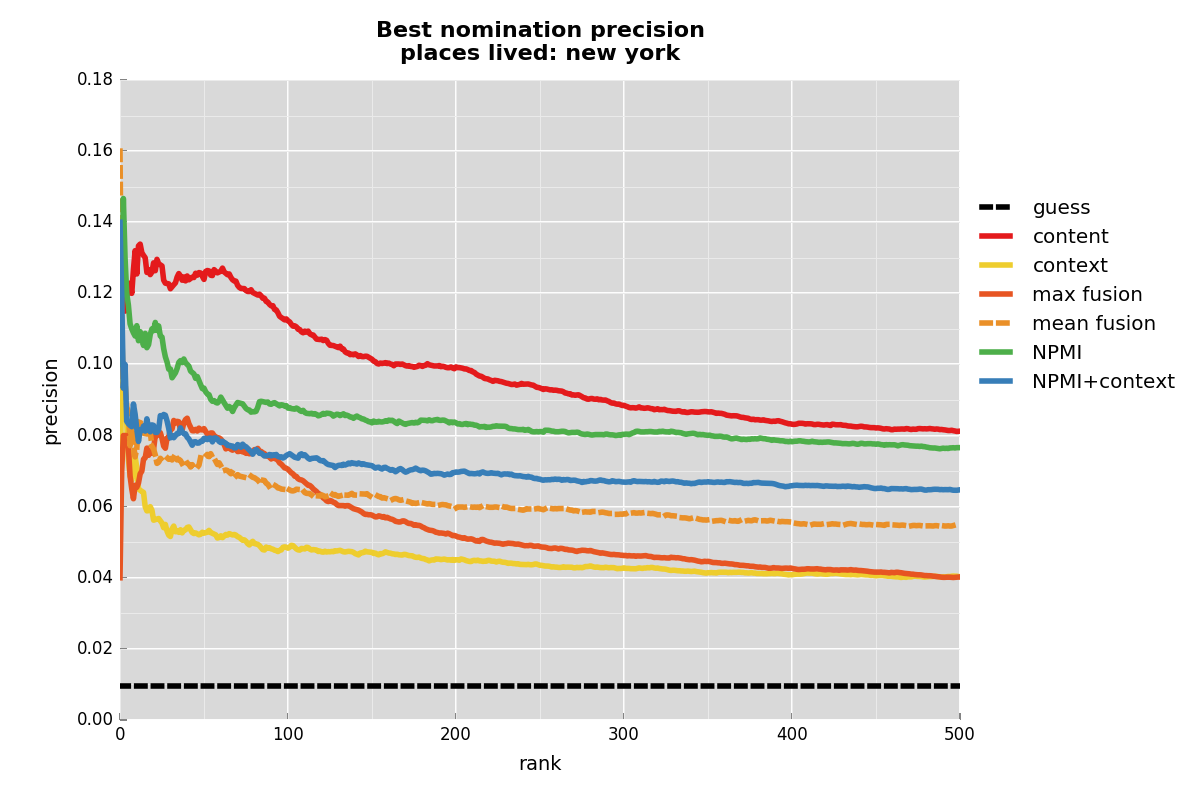 Best nomination precision
places lived: new york
precision
0.18
0.16
0.14
0.12
0.10
0.08
0.06
0.04
0.02
0.00
0 100 200 300 400 500
rank
guess
content
context
max fusion
mean fusion
NPMI
NPMI+context